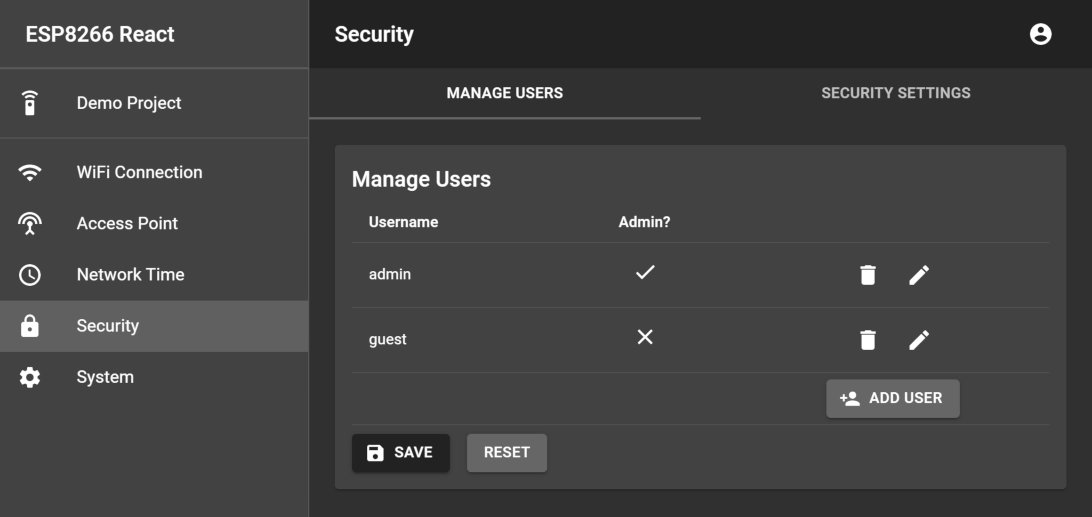 ESP8266 React
Security
Demo Project
WiFi Connection
Access Point
Network Time
Security
System
MANAGE USERS
SECURITY SETTINGS
Manage Users
Username Admin?
admin
guest
ADD USER
SAVE RESET